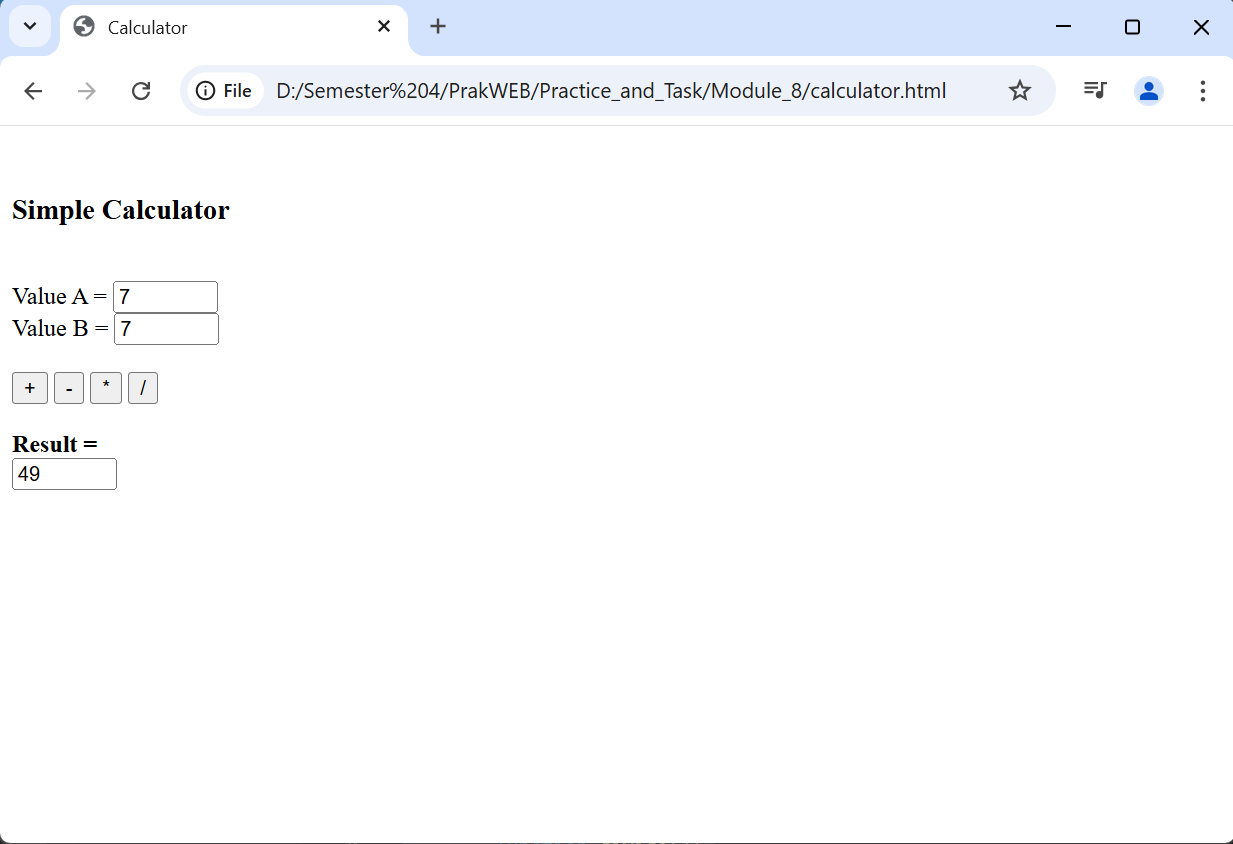 Calculator
File D:/Semester%204/PrakWEB/Practice_and_Task/Module_8/calculator.html
Simple Calculator
Value A = 7
Value B = 7
+ - * /
Result =
49